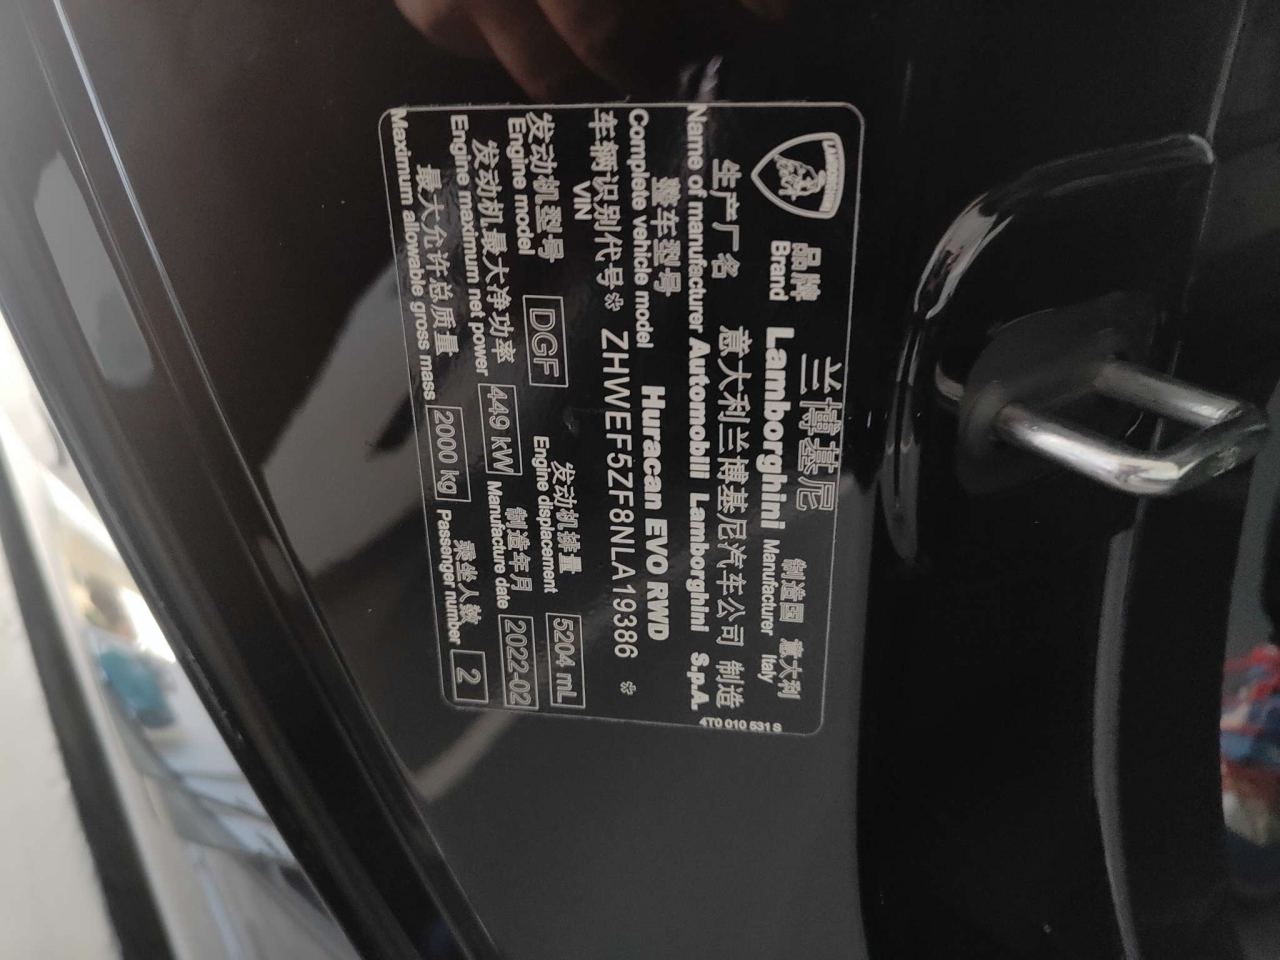 LAMBORGHINI
品牌 兰博基尼 制造国 意大利
Brand Lamborghini Manufacturer Italy
生产厂名 意大利兰博基尼汽车公司 制造
Name of manufacturer Automobili Lamborghini S.p.A.
整车型号
Complete vehicle model Huracan EVO RWD
车辆识别代号 ZHWEF5ZF8NLA19386
VIN
发动机型号 DGF 发动机排量 5204 mL
Engine model Engine displacement
发动机最大净功率 449 kW 制造年月 2022-02
Engine maximum net power Manufacture date
最大允许总质量 2000 kg 乘坐人数 2
Maximum allowable gross mass Passenger number
4T0 010 531 S